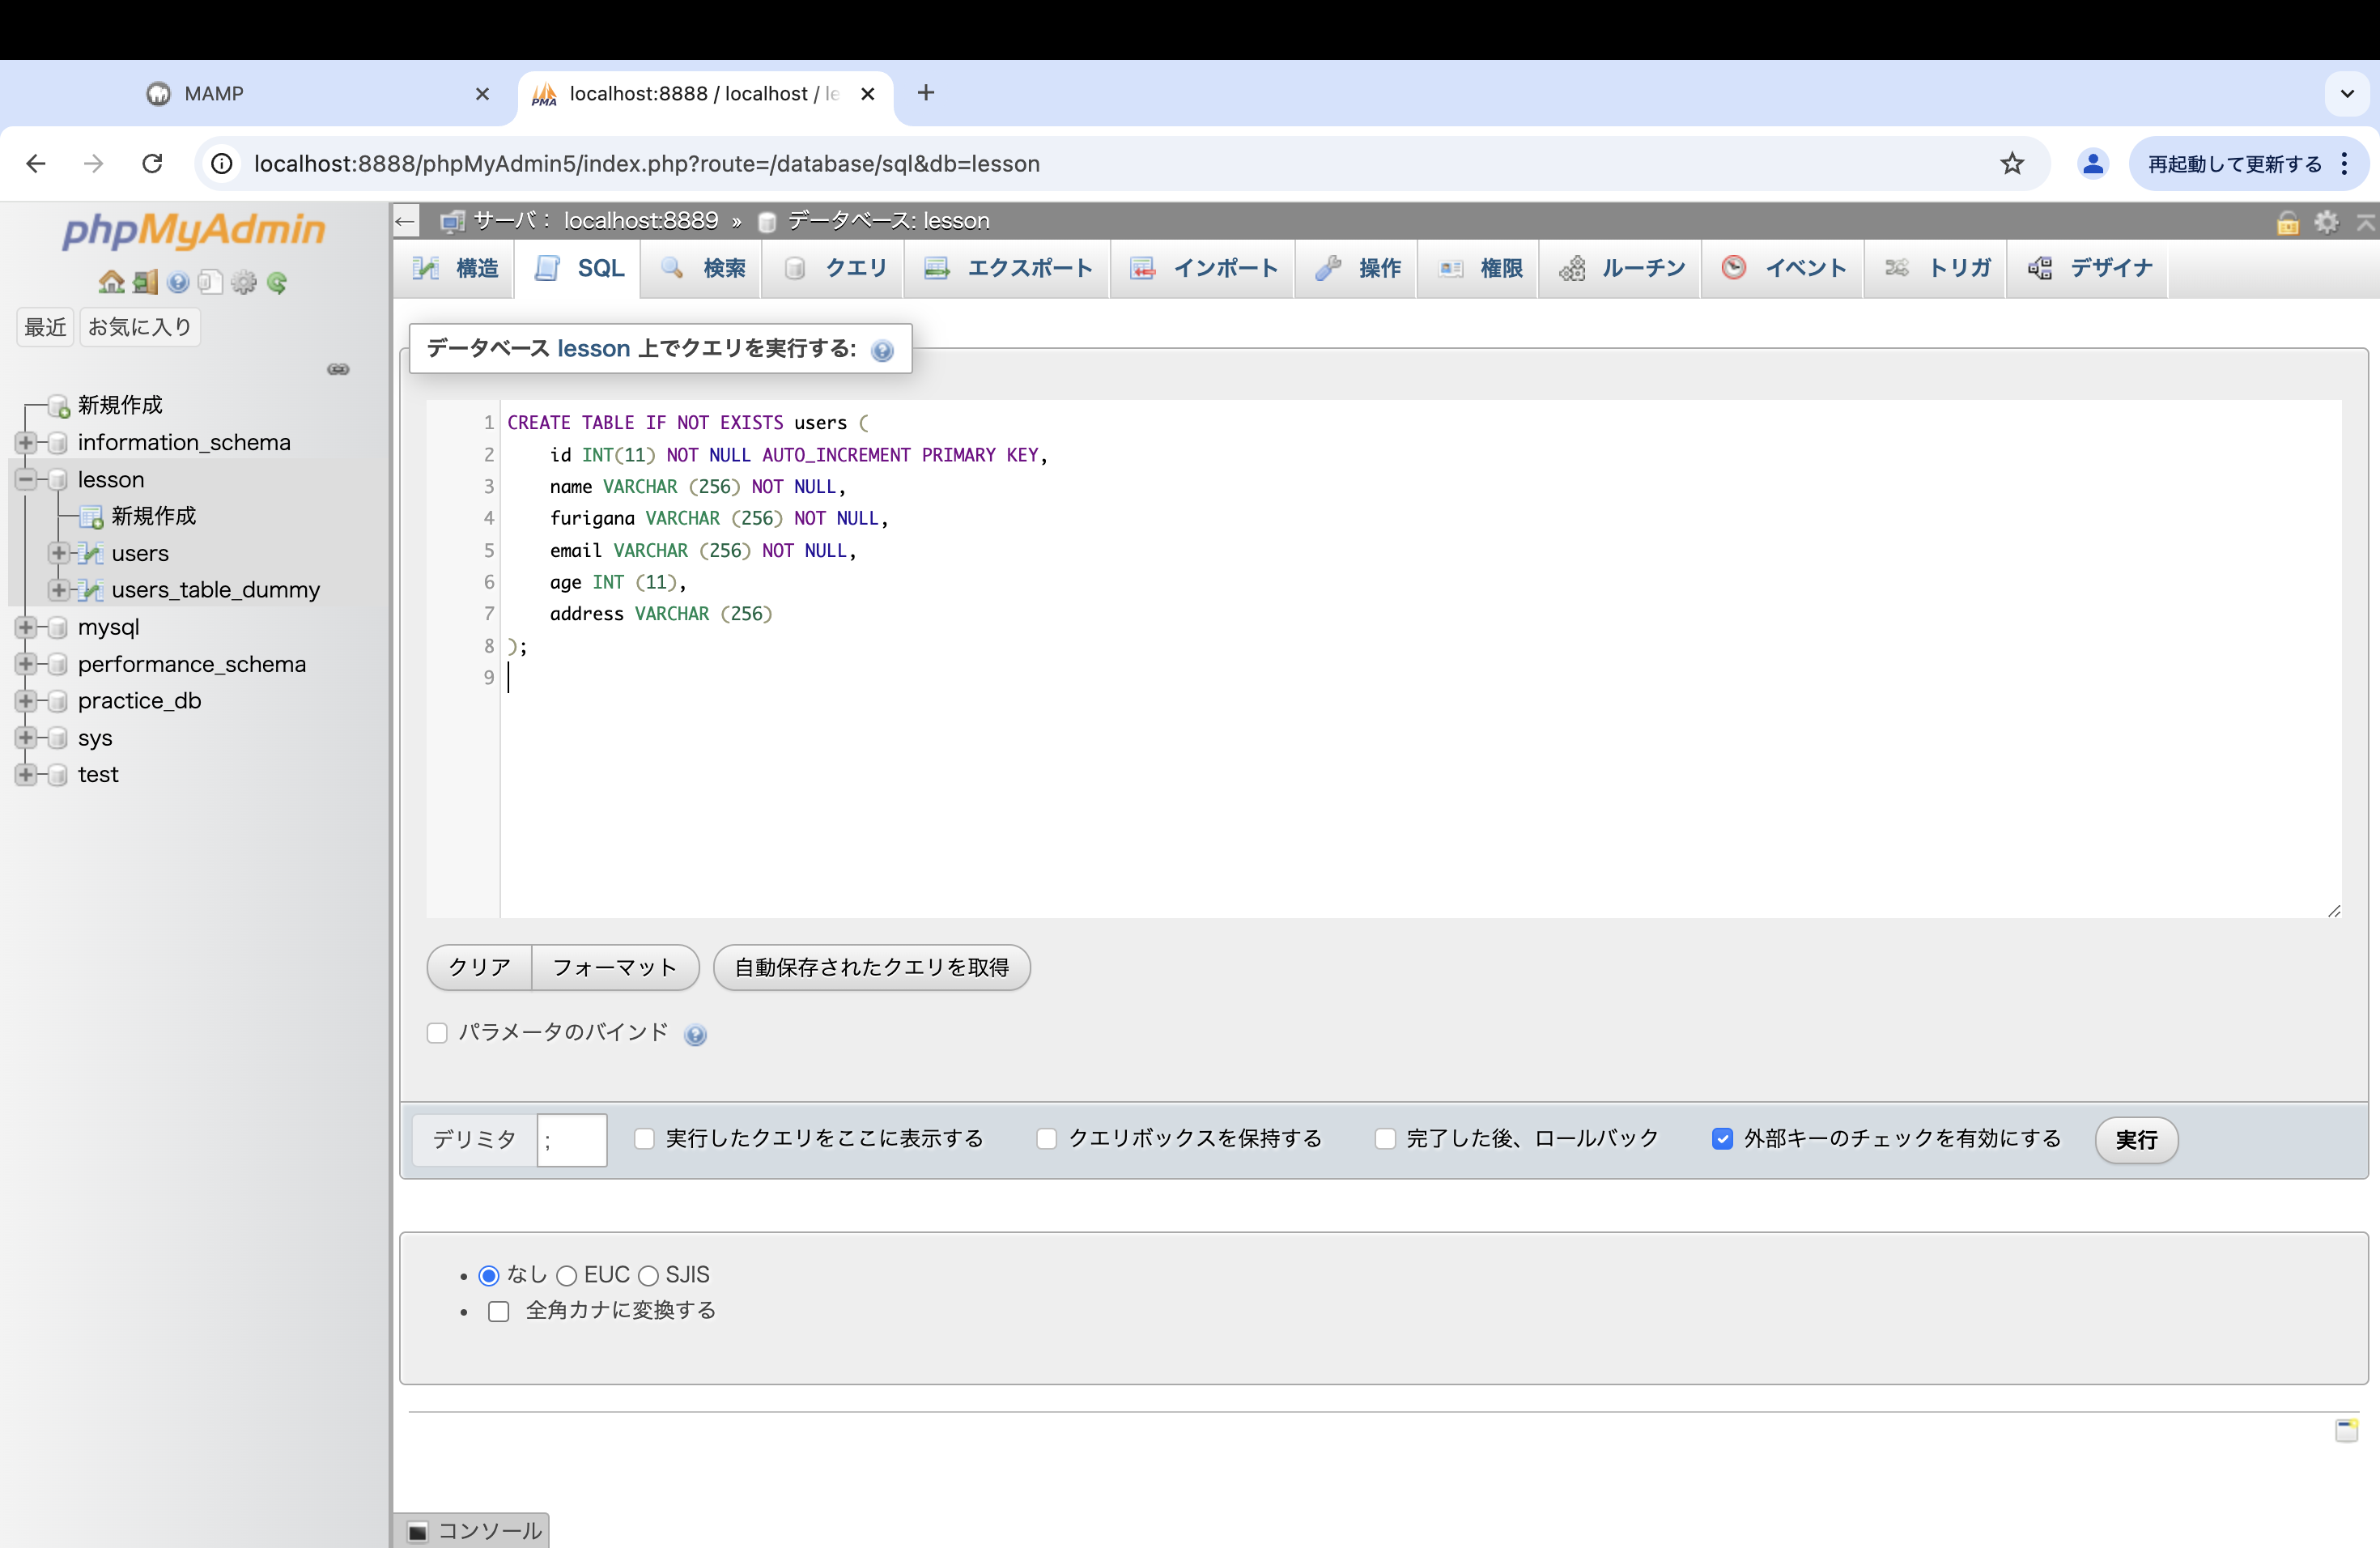 MAMP
localhost:8888 / localhost / le
localhost:8888/phpMyAdmin5/index.php?route=/database/sql&db=lesson
再起動して更新する
phpMyAdmin
最近 お気に入り
新規作成
information_schema
lesson
新規作成
users
users_table_dummy
mysql
performance_schema
practice_db
sys
test
サーバ: localhost:8889 » データベース: lesson
構造 SQL 検索 クエリ エクスポート インポート 操作 権限 ルーチン イベント トリガ デザイナ
データベース lesson 上でクエリを実行する:
1 CREATE TABLE IF NOT EXISTS users (
2 id INT(11) NOT NULL AUTO_INCREMENT PRIMARY KEY,
3 name VARCHAR (256) NOT NULL,
4 furigana VARCHAR (256) NOT NULL,
5 email VARCHAR (256) NOT NULL,
6 age INT (11),
7 address VARCHAR (256)
8 );
9
クリア フォーマット 自動保存されたクエリを取得
パラメータのバインド
デリミタ ; 実行したクエリをここに表示する クエリボックスを保持する 完了した後、ロールバック 外部キーのチェックを有効にする 実行
• なし EUC SJIS
• 全角カナに変換する
コンソール